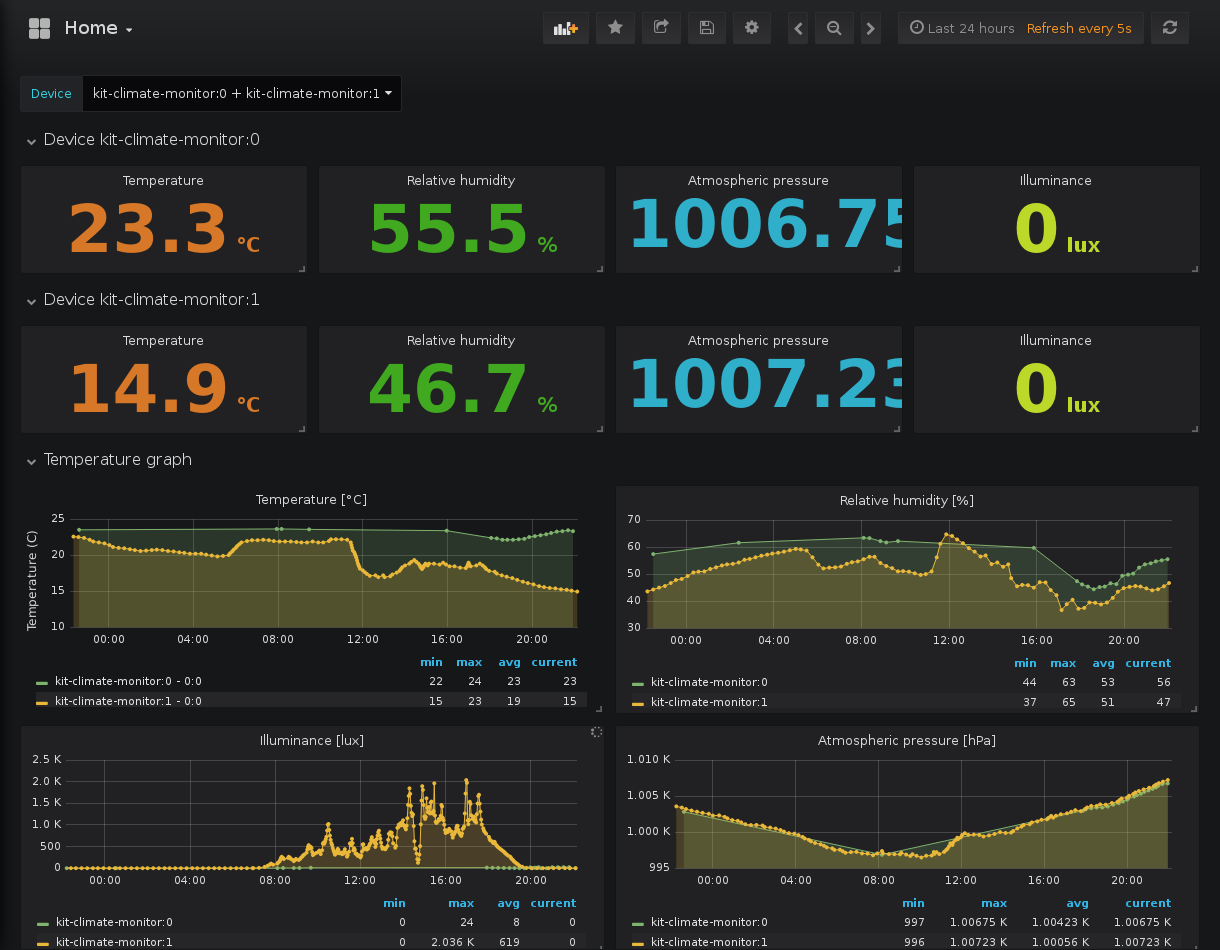 Home
Last 24 hours Refresh every 5s
Device kit-climate-monitor:0 + kit-climate-monitor:1
Device kit-climate-monitor:0
Temperature Relative humidity Atmospheric pressure Illuminance
23.3 °C 55.5 % 1006.75 0 lux
Device kit-climate-monitor:1
Temperature Relative humidity Atmospheric pressure Illuminance
14.9 °C 46.7 % 1007.23 0 lux
Temperature graph
Temperature [°C]
Temperature (C)
25
20
15
10
00:00 04:00 08:00 12:00 16:00 20:00
min max avg current
kit-climate-monitor:0 - 0:0 22 24 23 23
kit-climate-monitor:1 - 0:0 15 23 19 15
Relative humidity [%]
70
60
50
40
30
00:00 04:00 08:00 12:00 16:00 20:00
min max avg current
kit-climate-monitor:0 44 63 53 56
kit-climate-monitor:1 37 65 51 47
Illuminance [lux]
2.5 K
2.0 K
1.5 K
1.0 K
500
0
00:00 04:00 08:00 12:00 16:00 20:00
min max avg current
kit-climate-monitor:0 0 24 8 0
kit-climate-monitor:1 0 2.036 K 619 0
Atmospheric pressure [hPa]
1.010 K
1.005 K
1.000 K
995
00:00 04:00 08:00 12:00 16:00 20:00
min max avg current
kit-climate-monitor:0 997 1.00675 K 1.00423 K 1.00675 K
kit-climate-monitor:1 996 1.00723 K 1.00056 K 1.00723 K